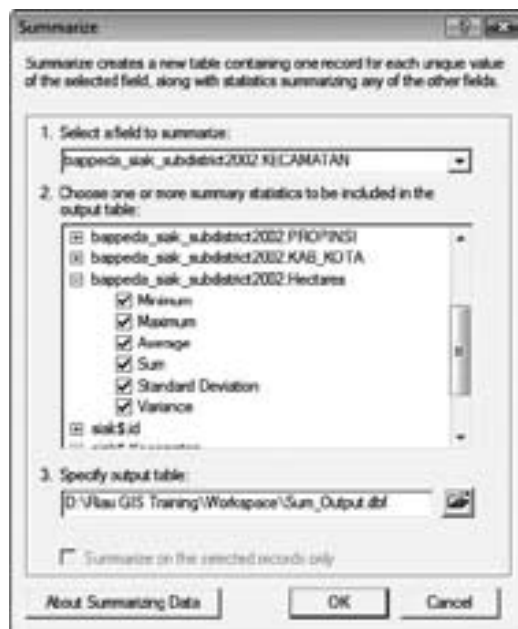 Summarize
Summarize creates a new table containing one record for each unique value
of the selected field, along with statistics summarizing any of the other fields.
1. Select a field to summarize:
bappeda_siak_subdistrict2002.KECAMATAN
2. Choose one or more summary statistics to be included in the
output table:
bappeda_siak_subdistrict2002.PROPINSI
bappeda_siak_subdistrict2002.KAB_KOTA
bappeda_siak_subdistrict2002.Hectares
Minimum
Maximum
Average
Sum
Standard Deviation
Variance
siak$.id
3. Specify output table:
D:\Riau GIS Training\Workspace\Sum_Output.dbf
Summarize on the selected records only
About Summarizing Data
OK
Cancel